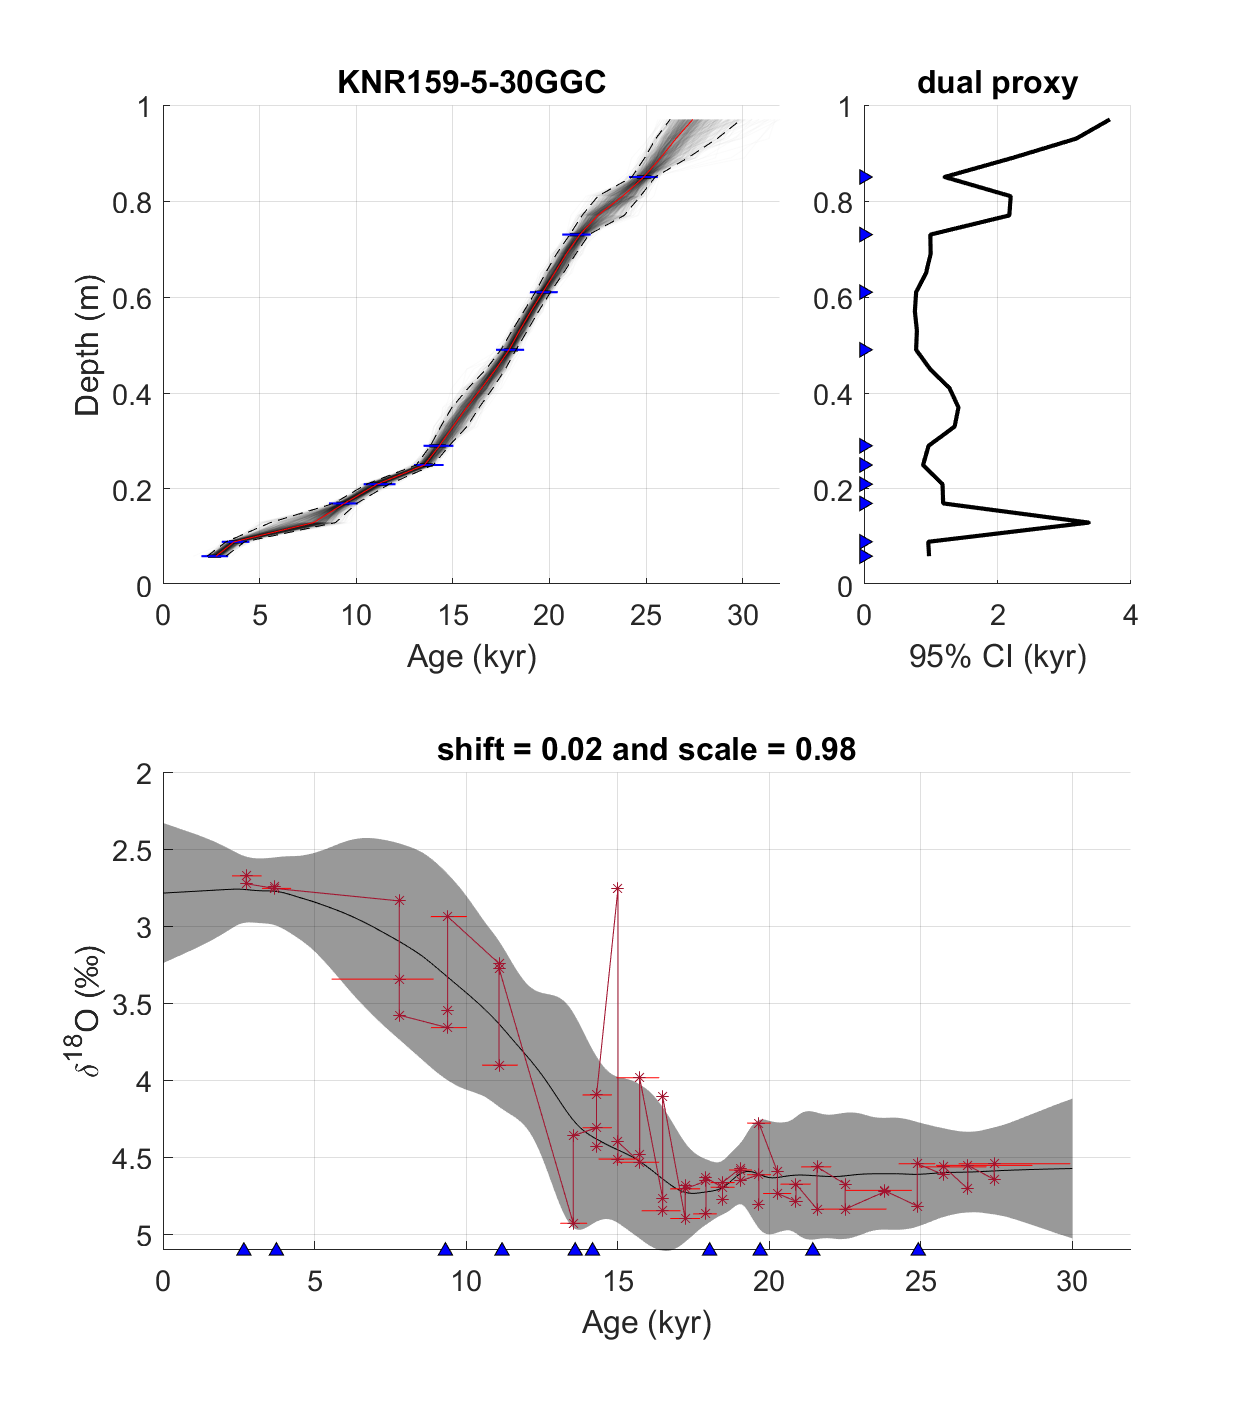 KNR159-5-30GGC
dual proxy
1
0.8
0.6
0.4
0.2
0
Depth (m)
0 5 10 15 20 25 30
Age (kyr)
1
0.8
0.6
0.4
0.2
0
0 2 4
95% CI (kyr)
shift = 0.02 and scale = 0.98
2
2.5
3
3.5
4
4.5
5
δ18O (‰)
0 5 10 15 20 25 30
Age (kyr)